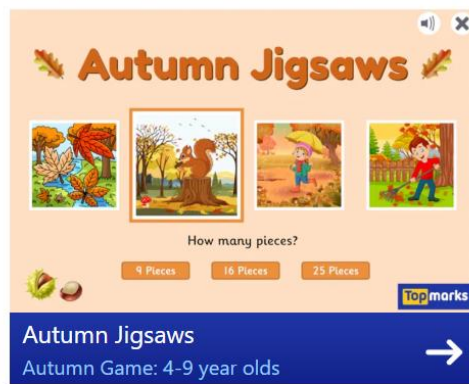 Autumn Jigsaws
How many pieces?
9 Pieces
16 Pieces
25 Pieces
Topmarks
Autumn Jigsaws
Autumn Game: 4-9 year olds